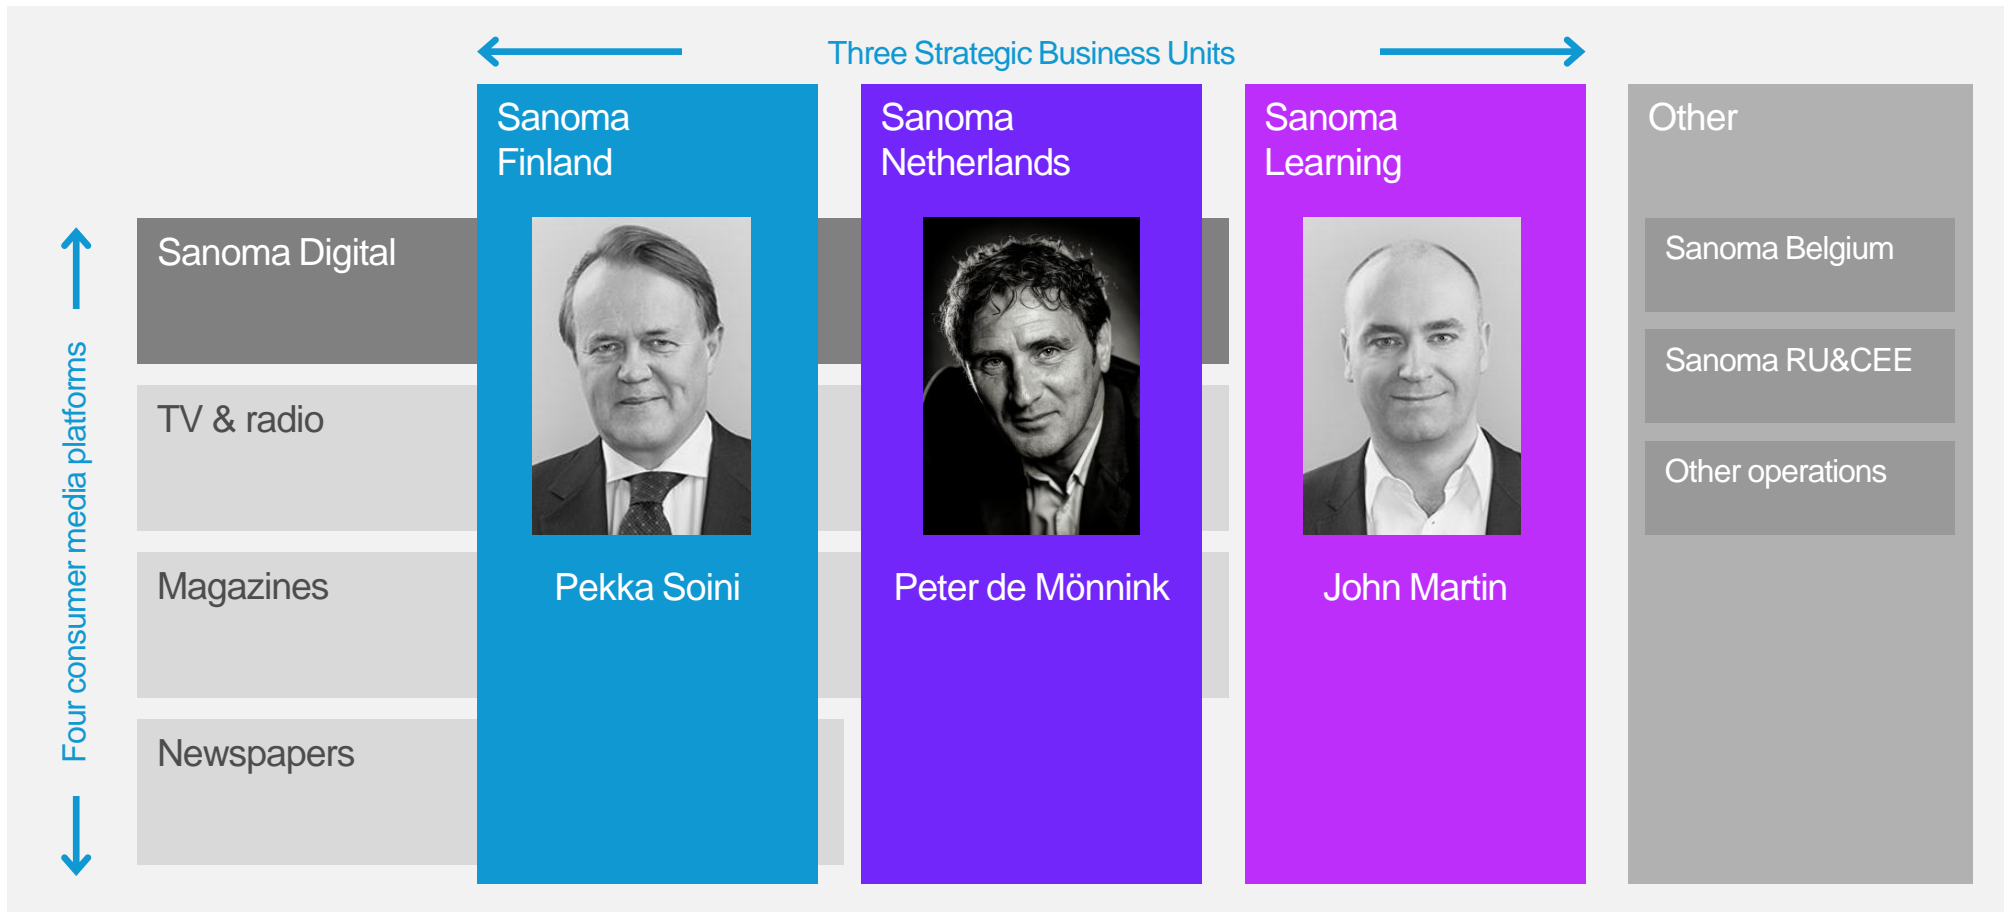 Three Strategic Business Units
Sanoma
Finland
Sanoma
Netherlands
Sanoma
Learning
Other
Four consumer media platforms
Sanoma Digital
TV & radio
Magazines
Newspapers
Pekka Soini
Peter de Mönnink
John Martin
Sanoma Belgium
Sanoma RU&CEE
Other operations